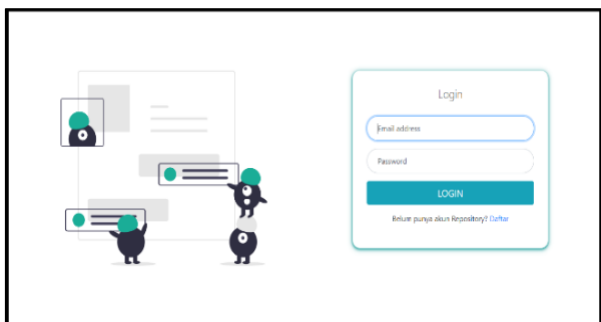 Login
Email address
Password
LOGIN
Belum punya akun Repository? Daftar